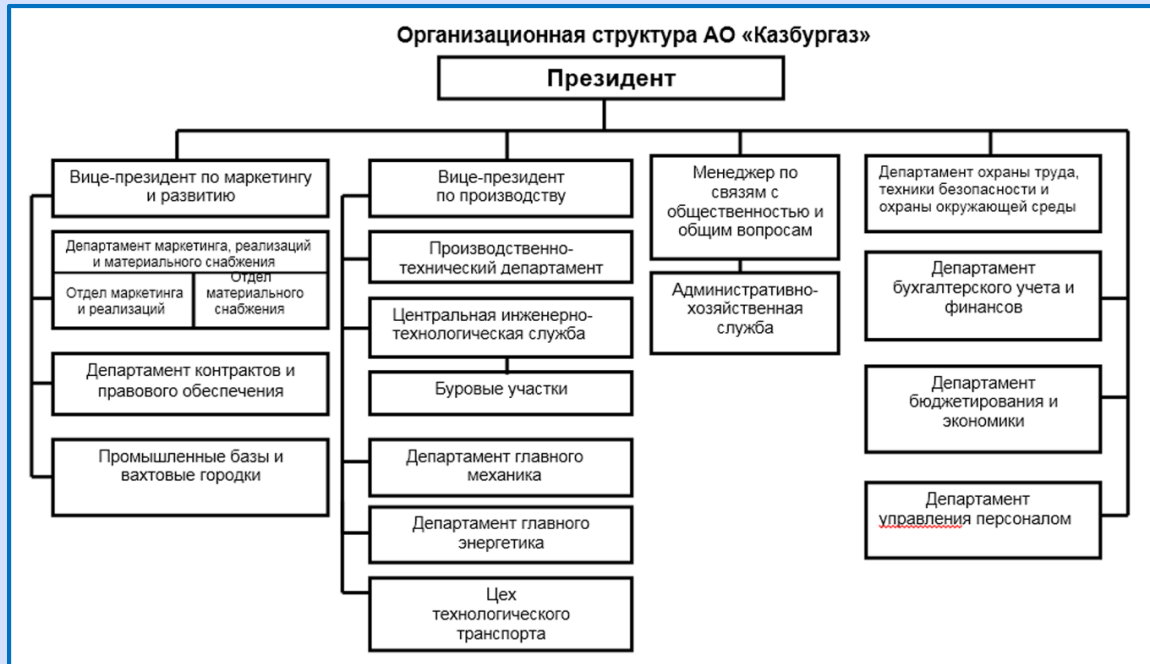 Организационная структура АО «Казбургаз»
Президент
Вице-президент по маркетингу
и развитию
Департамент маркетинга, реализаций
и материального снабжения
Отдел маркетинга
и реализаций
Отдел
материального
снабжения
Департамент контрактов и
правового обеспечения
Промышленные базы и
вахтовые городки
Вице-президент
по производству
Производственно-
технический департамент
Центральная инженерно-
технологическая служба
Буровые участки
Департамент главного
механика
Департамент главного
энергетика
Цех
технологического
транспорта
Менеджер по
связям с
общественностью и
общим вопросам
Административно-
хозяйственная
служба
Департамент охраны труда,
техники безопасности и
охраны окружающей среды
Департамент
бухгалтерского учета и
финансов
Департамент
бюджетирования и
экономики
Департамент
управления персоналом